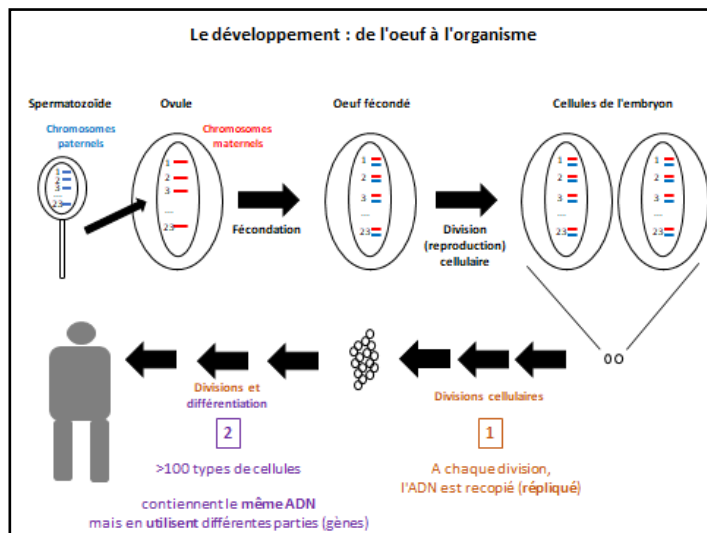 Le développement : de l'oeuf à l'organisme
Spermatozoïde
Ovule
Oeuf fécondé
Cellules de l'embryon
Chromosomes
paternels
Chromosomes
maternels
1
2
3
...
23
1
2
3
...
23
1
2
3
...
23
1
2
3
...
23
1
2
3
...
23
Fécondation
Division
(reproduction)
cellulaire
Divisions et
différentiation
Divisions cellulaires
2
1
>100 types de cellules
A chaque division,
l'ADN est recopié (répliqué)
contiennent le même ADN
mais en utilisent différentes parties (gènes)